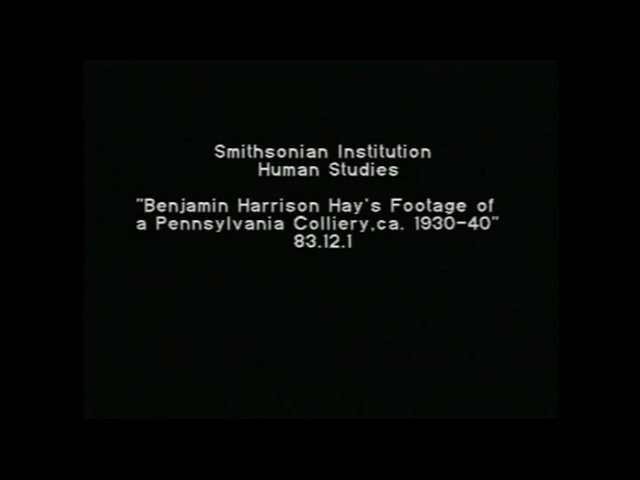 Smithsonian Institution
Human Studies
"Benjamin Harrison Hay's Footage of
a Pennsylvania Colliery,ca. 1930-40"
83.12.1